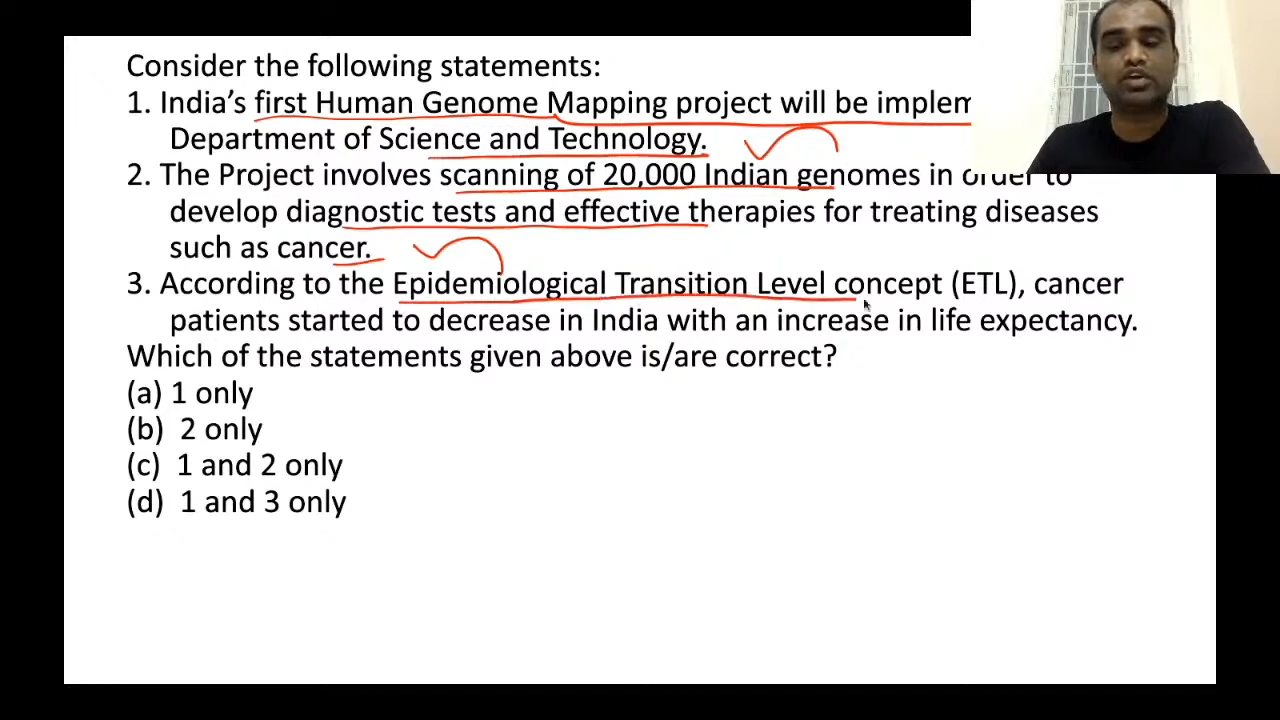 Consider the following statements:
1. India's first Human Genome Mapping project will be implem
Department of Science and Technology.
2. The Project involves scanning of 20,000 Indian genomes in order to
develop diagnostic tests and effective therapies for treating diseases
such as cancer.
3. According to the Epidemiological Transition Level concept (ETL), cancer
patients started to decrease in India with an increase in life expectancy.
Which of the statements given above is/are correct?
(a) 1 only
(b) 2 only
(c) 1 and 2 only
(d) 1 and 3 only